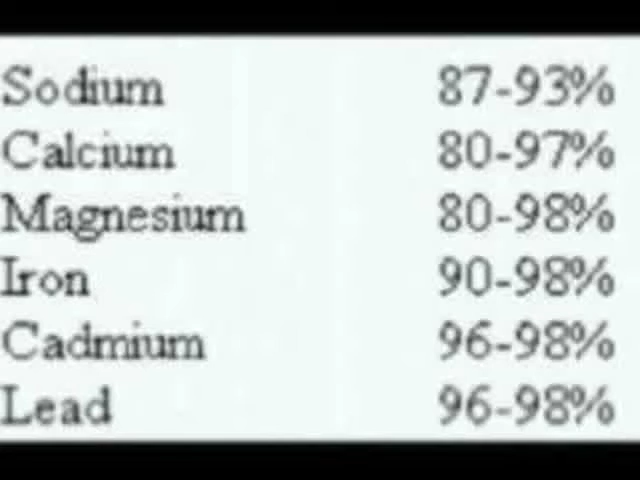 Sodium 87-93%
Calcium 80-97%
Magnesium 80-98%
Iron 90-98%
Cadmium 96-98%
Lead 96-98%